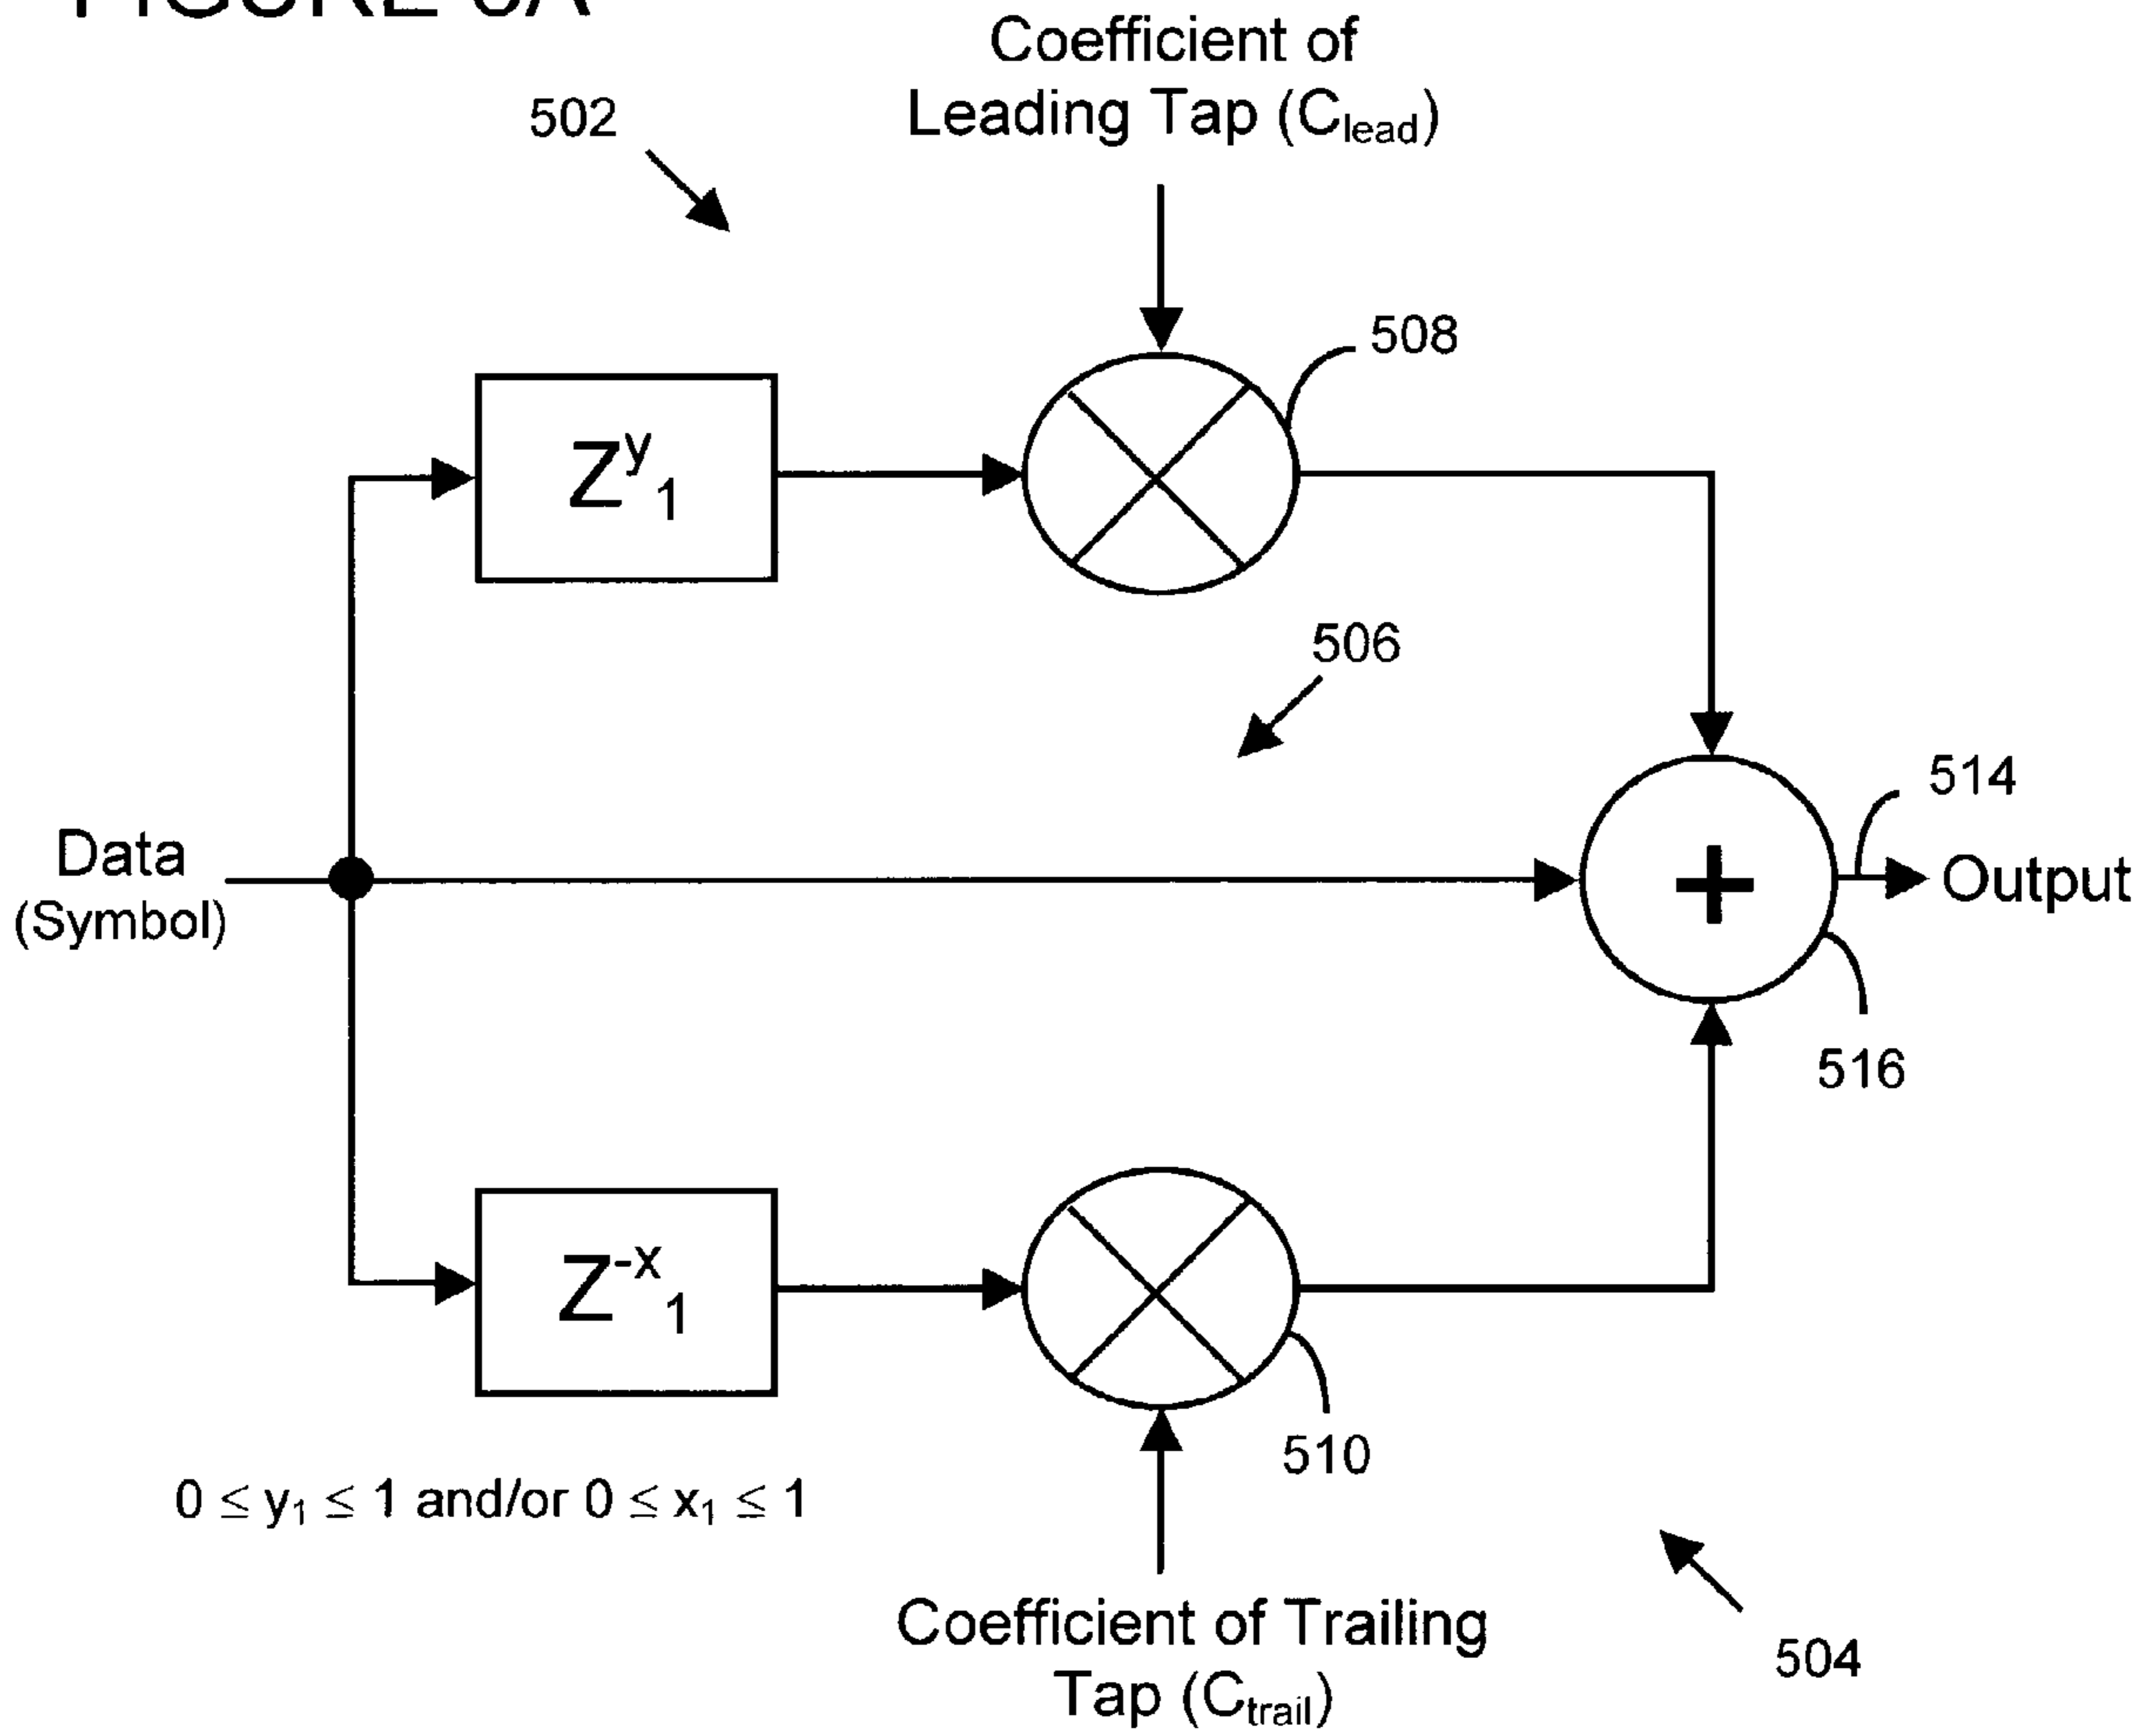 Coefficient of
Leading Tap (Clead)
502
508
Zy1
506
514
Data
(Symbol)
+
Output
516
Z-x1
510
0 ≤ y1 ≤ 1 and/or 0 ≤ x1 ≤ 1
Coefficient of Trailing
Tap (Ctrail)
504